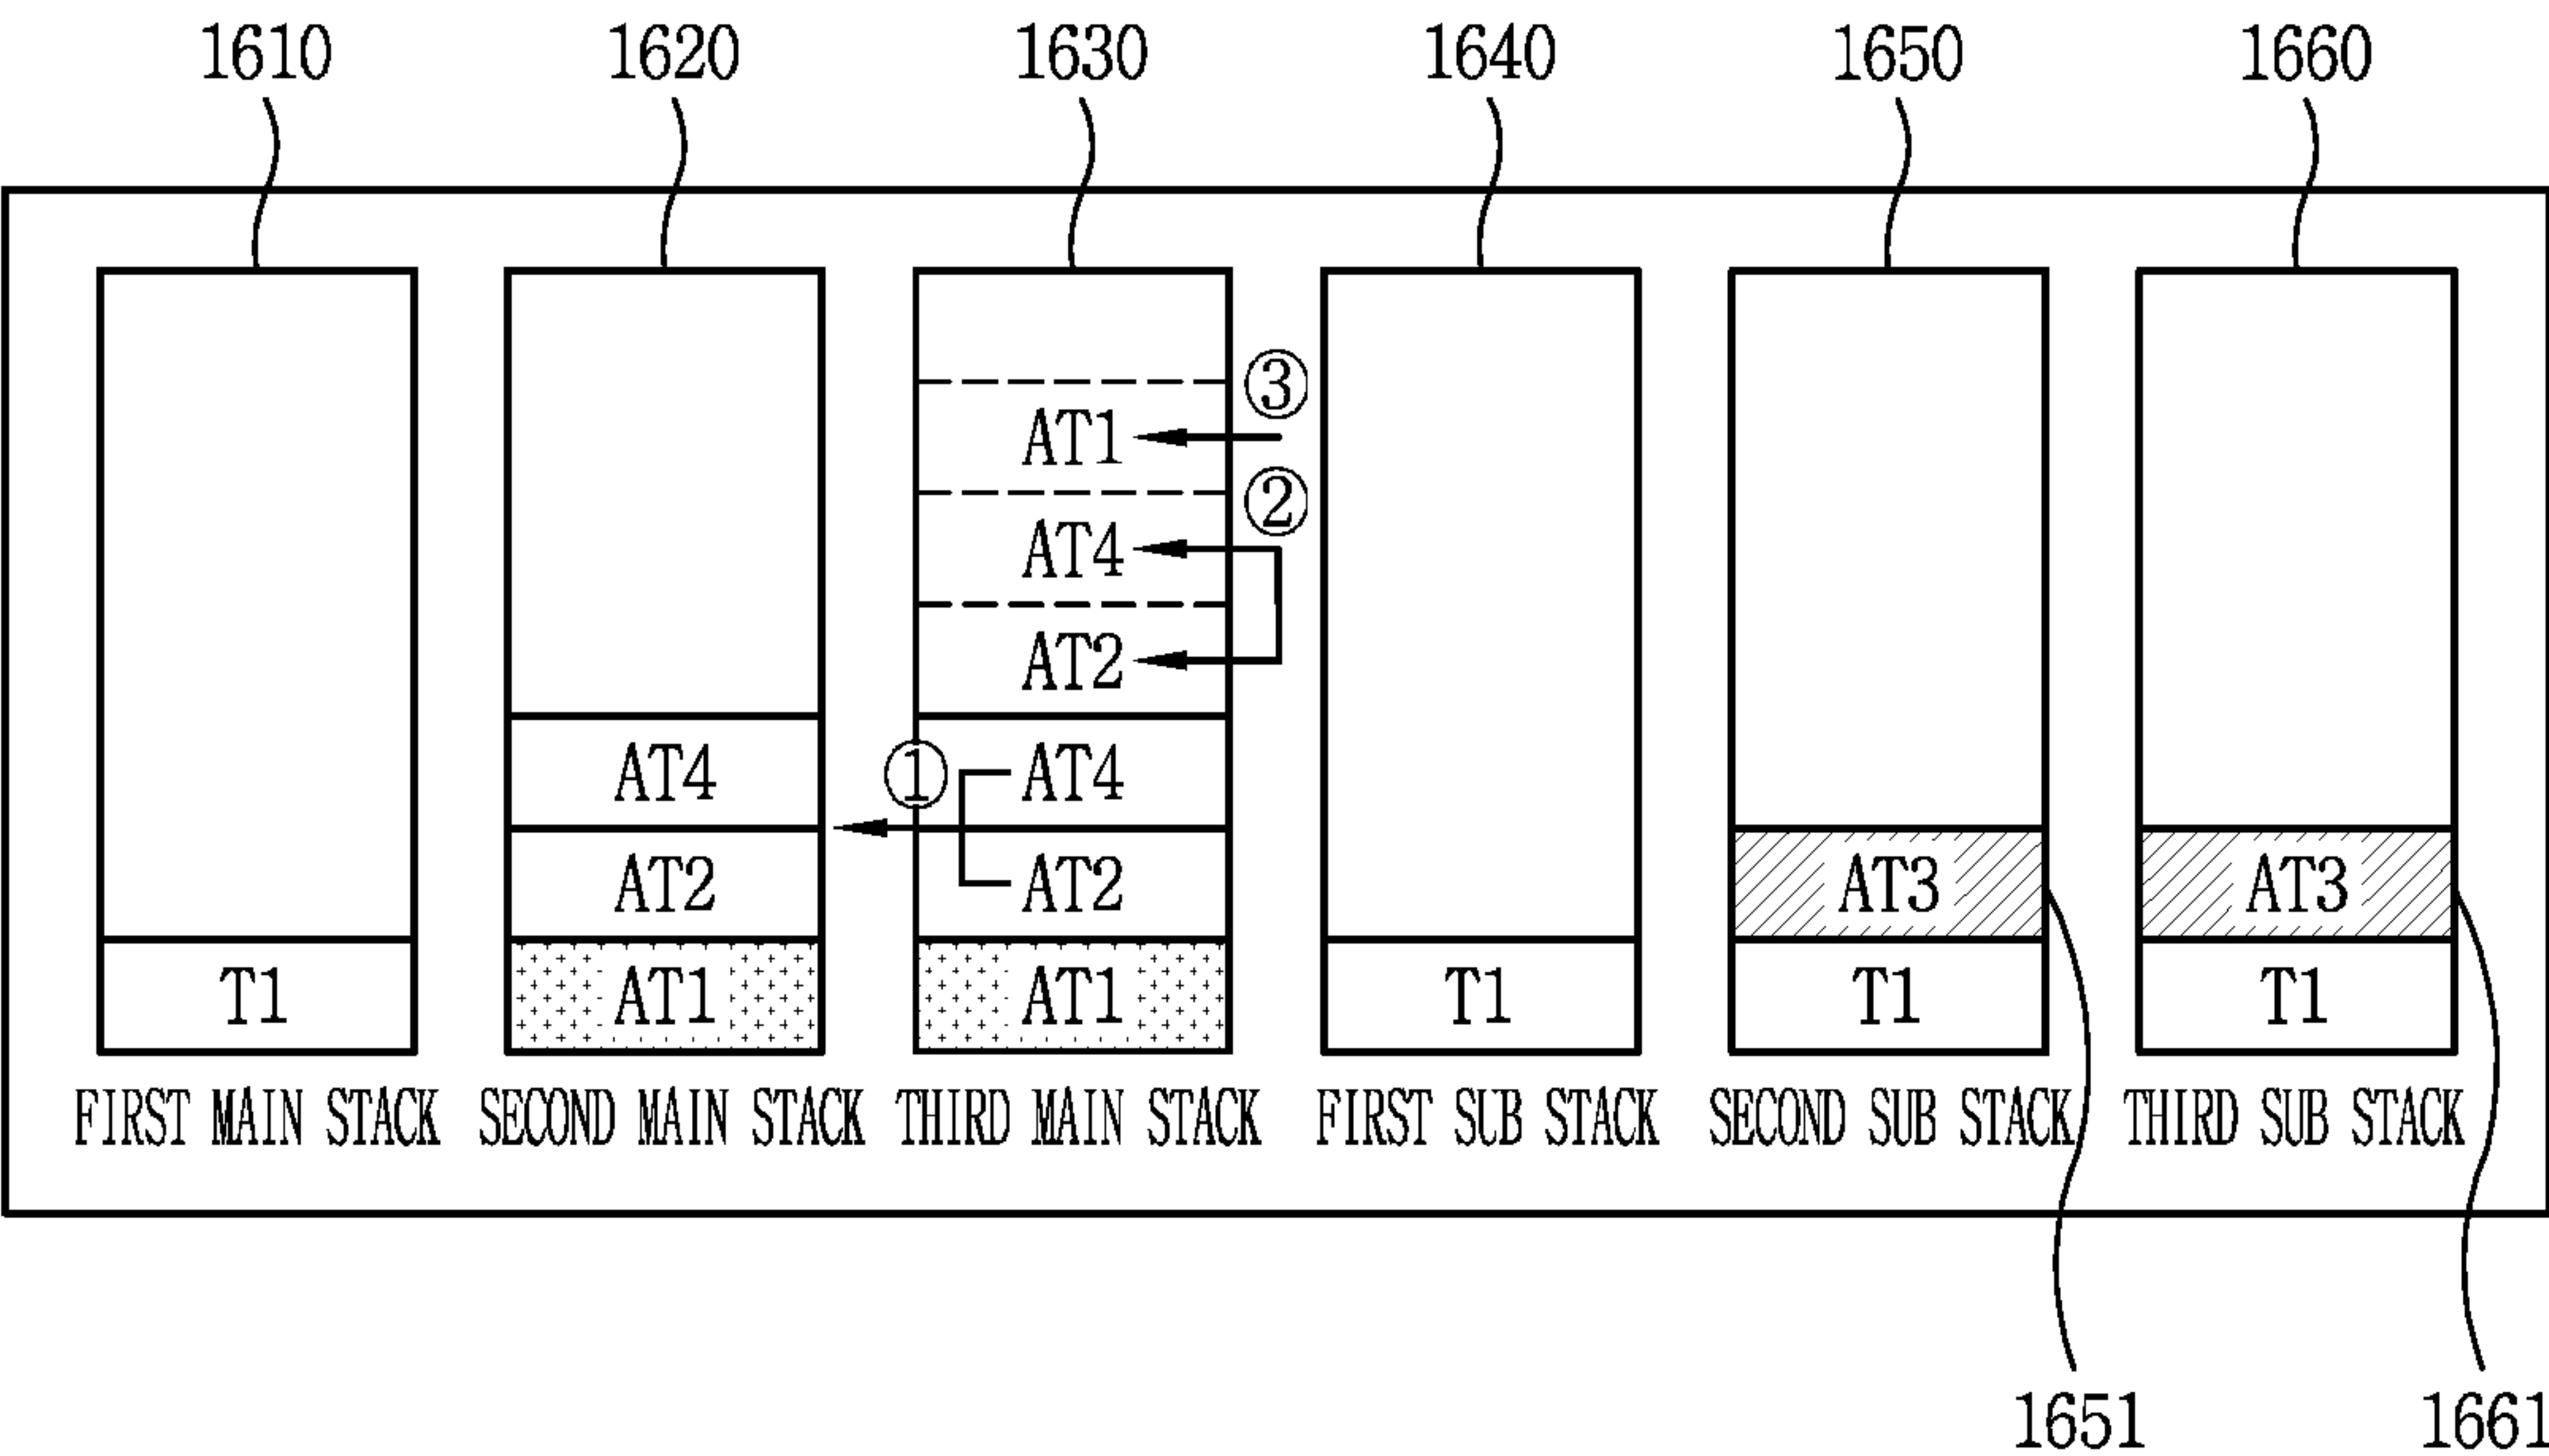 1610 1620 1630 1640 1650 1660
③
AT1
②
AT4
AT2
AT4 ① AT4
AT2 AT2 AT3 AT3
T1 AT1 AT1 T1 T1 T1
FIRST MAIN STACK SECOND MAIN STACK THIRD MAIN STACK FIRST SUB STACK SECOND SUB STACK THIRD SUB STACK
1651 1661